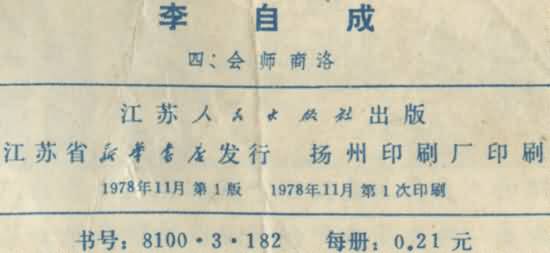 李自成
四、会师商洛
江苏人民出版社出版
江苏省新华书店发行 扬州印刷厂印刷
1978年11月第1版 1978年11月第1次印刷
书号：8100·3·182 每册：0.21元